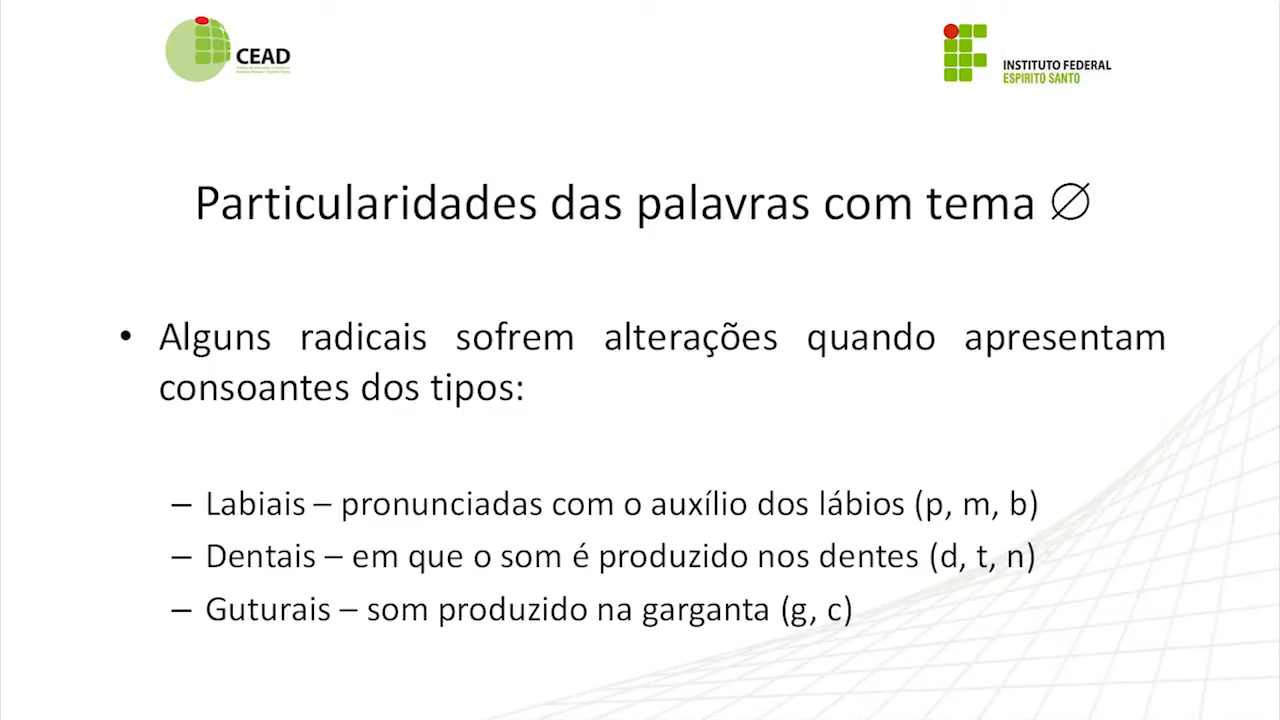 CEAD
INSTITUTO FEDERAL
ESPÍRITO SANTO
Particularidades das palavras com tema ∅
• Alguns radicais sofrem alterações quando apresentam
consoantes dos tipos:
– Labiais – pronunciadas com o auxílio dos lábios (p, m, b)
– Dentais – em que o som é produzido nos dentes (d, t, n)
– Guturais – som produzido na garganta (g, c)